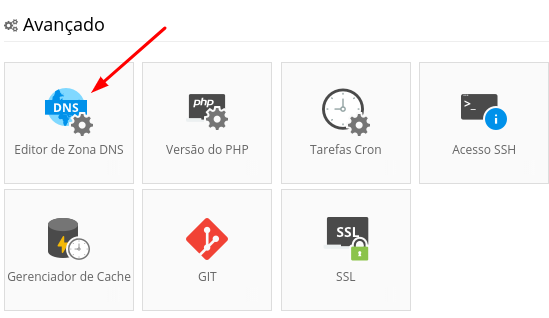 Avançado
DNS
php
>_
i
Editor de Zona DNS
Versão do PHP
Tarefas Cron
Acesso SSH
SSL
Gerenciador de Cache
GIT
SSL